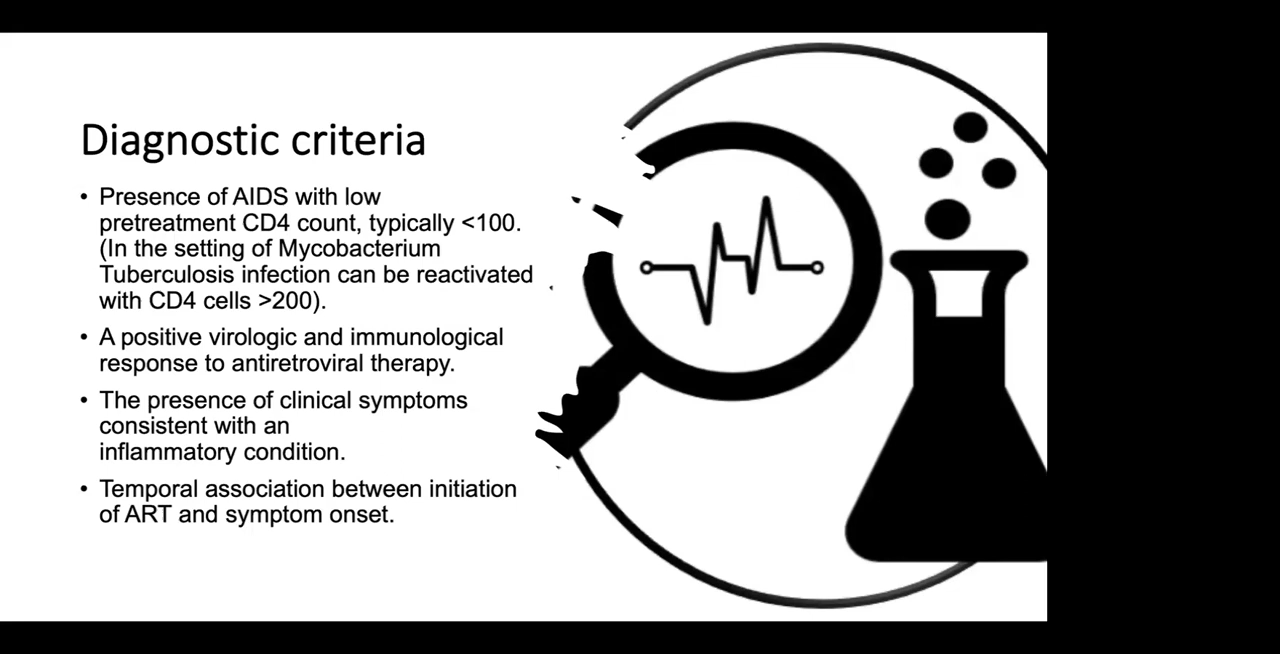 Diagnostic criteria
• Presence of AIDS with low
pretreatment CD4 count, typically <100.
(In the setting of Mycobacterium
Tuberculosis infection can be reactivated
with CD4 cells >200).
• A positive virologic and immunological
response to antiretroviral therapy.
• The presence of clinical symptoms
consistent with an
inflammatory condition.
• Temporal association between initiation
of ART and symptom onset.